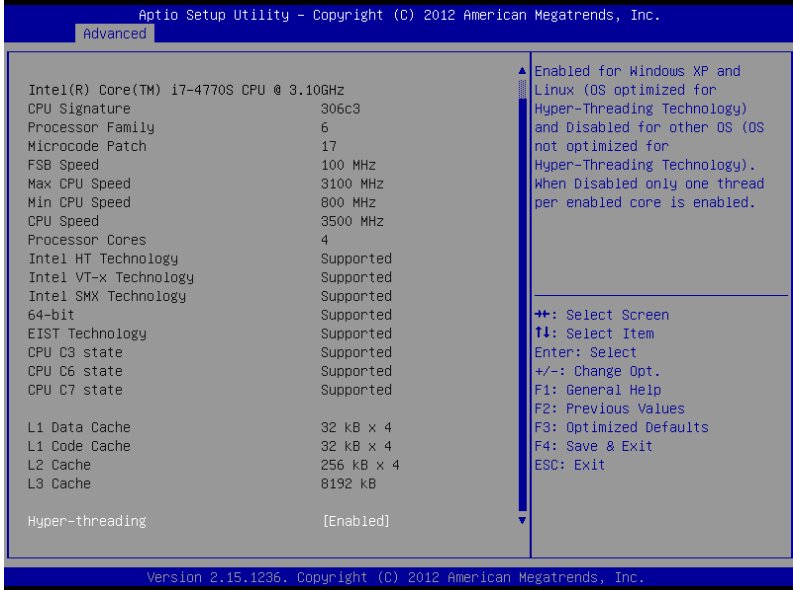 Aptio Setup Utility – Copyright (C) 2012 American Megatrends, Inc.
Advanced
Intel(R) Core(TM) i7-4770S CPU @ 3.10GHz
CPU Signature 306c3
Processor Family 6
Microcode Patch 17
FSB Speed 100 MHz
Max CPU Speed 3100 MHz
Min CPU Speed 800 MHz
CPU Speed 3500 MHz
Processor Cores 4
Intel HT Technology Supported
Intel VT-x Technology Supported
Intel SMX Technology Supported
64-bit Supported
EIST Technology Supported
CPU C3 state Supported
CPU C6 state Supported
CPU C7 state Supported
L1 Data Cache 32 kB x 4
L1 Code Cache 32 kB x 4
L2 Cache 256 kB x 4
L3 Cache 8192 kB
Hyper-threading [Enabled]
Enabled for Windows XP and
Linux (OS optimized for
Hyper-Threading Technology)
and Disabled for other OS (OS
not optimized for
Hyper-Threading Technology).
When Disabled only one thread
per enabled core is enabled.
→←: Select Screen
↑↓: Select Item
Enter: Select
+/-: Change Opt.
F1: General Help
F2: Previous Values
F3: Optimized Defaults
F4: Save & Exit
ESC: Exit
Version 2.15.1236. Copyright (C) 2012 American Megatrends, Inc.